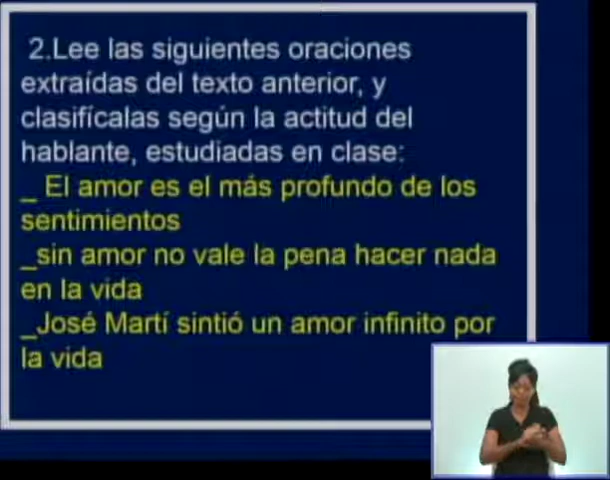 2.Lee las siguientes oraciones
extraídas del texto anterior, y
clasifícalas según la actitud del
hablante, estudiadas en clase:
_ El amor es el más profundo de los
sentimientos
_sin amor no vale la pena hacer nada
en la vida
_José Martí sintió un amor infinito por
la vida